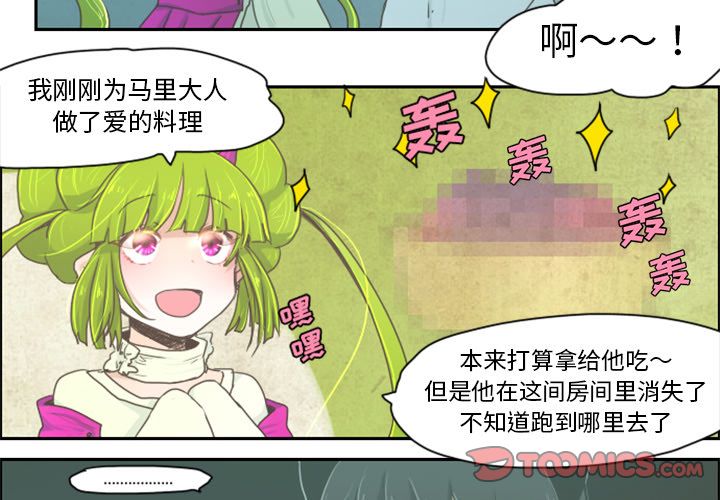 啊～～！
我刚刚为马里大人
做了爱的料理
轰
轰
轰
轰
嘿
嘿
本来打算拿给他吃～
但是他在这间房间里消失了
不知道跑到哪里去了
..................
TOOMICS.com